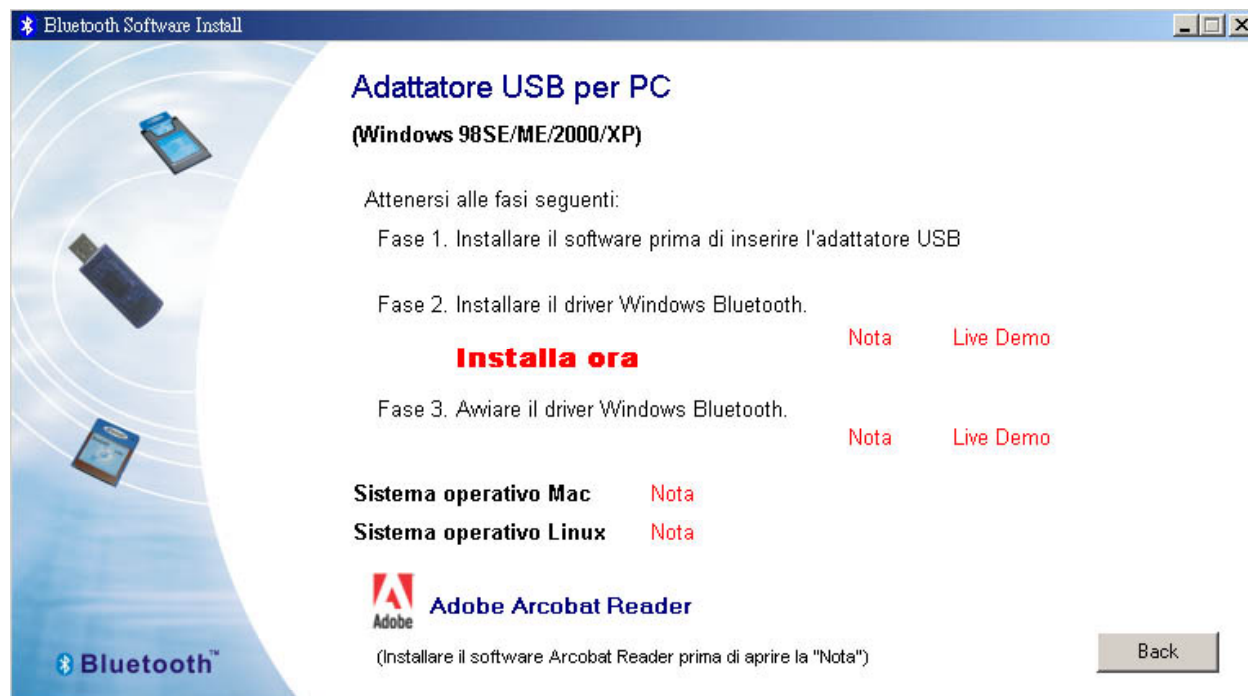 Bluetooth Software Install
Adattatore USB per PC
(Windows 98SE/ME/2000/XP)
Attenersi alle fasi seguenti:
Fase 1. Installare il software prima di inserire l'adattatore USB
Fase 2. Installare il driver Windows Bluetooth.
Nota Live Demo
Installa ora
Fase 3. Avviare il driver Windows Bluetooth.
Nota Live Demo
Sistema operativo Mac Nota
Sistema operativo Linux Nota
Adobe
Adobe Arcobat Reader
(Installare il software Arcobat Reader prima di aprire la "Nota")
Back
Bluetooth™